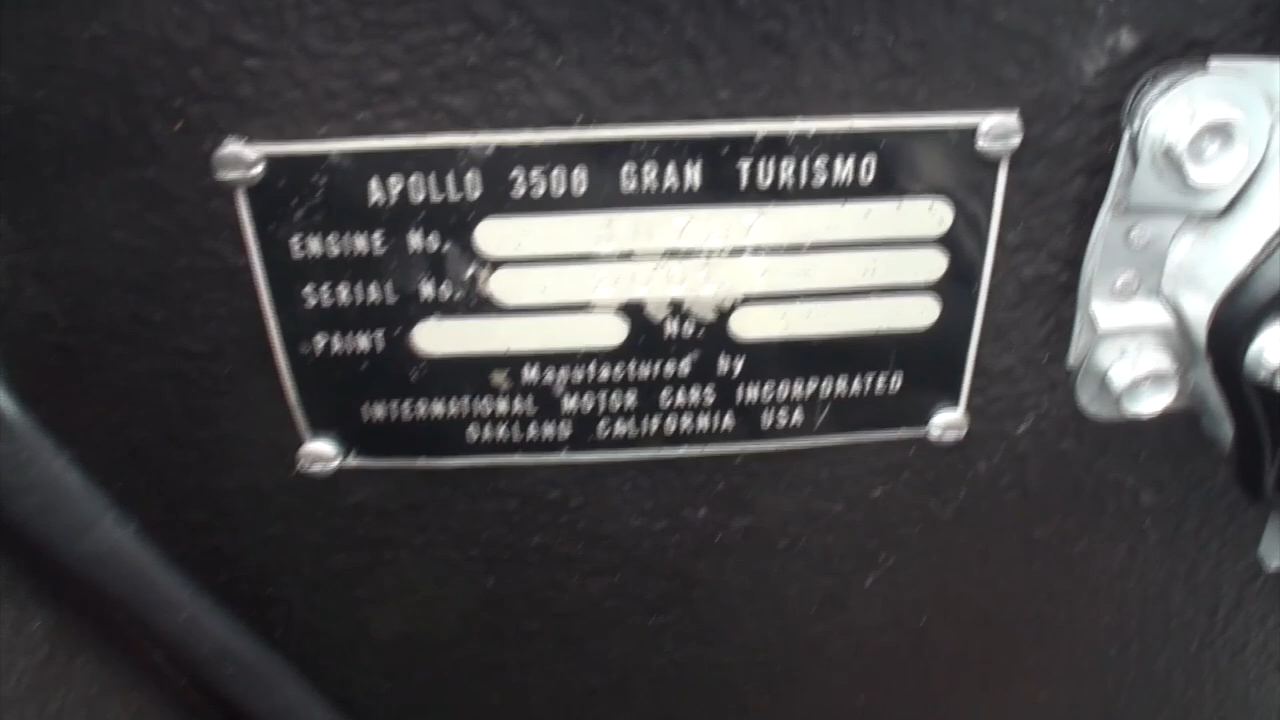 APOLLO 3500 GRAN TURISMO
ENGINE No.
SERIAL No.
PAINT No.
Manufactured by
INTERNATIONAL MOTOR CARS INCORPORATED
OAKLAND CALIFORNIA USA